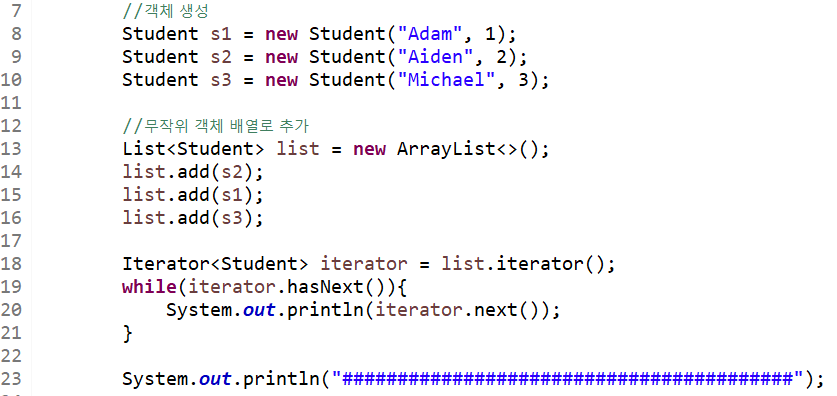 7 //객체 생성
8 Student s1 = new Student("Adam", 1);
9 Student s2 = new Student("Aiden", 2);
10 Student s3 = new Student("Michael", 3);
11
12 //무작위 객체 배열로 추가
13 List<Student> list = new ArrayList<>();
14 list.add(s2);
15 list.add(s1);
16 list.add(s3);
17
18 Iterator<Student> iterator = list.iterator();
19 while(iterator.hasNext()){
20 System.out.println(iterator.next());
21 }
22
23 System.out.println("#########################################");